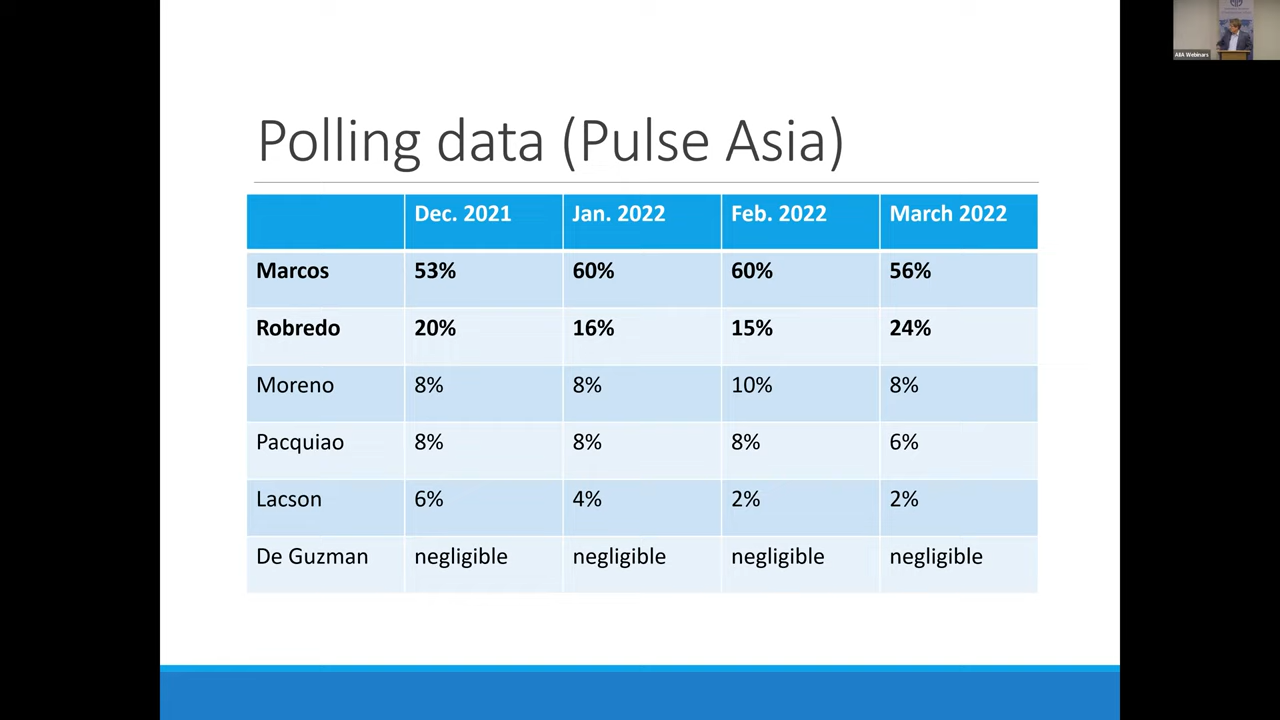 Polling data (Pulse Asia)
Dec. 2021 Jan. 2022 Feb. 2022 March 2022
Marcos 53% 60% 60% 56%
Robredo 20% 16% 15% 24%
Moreno 8% 8% 10% 8%
Pacquiao 8% 8% 8% 6%
Lacson 6% 4% 2% 2%
De Guzman negligible negligible negligible negligible
AIIA Webinars